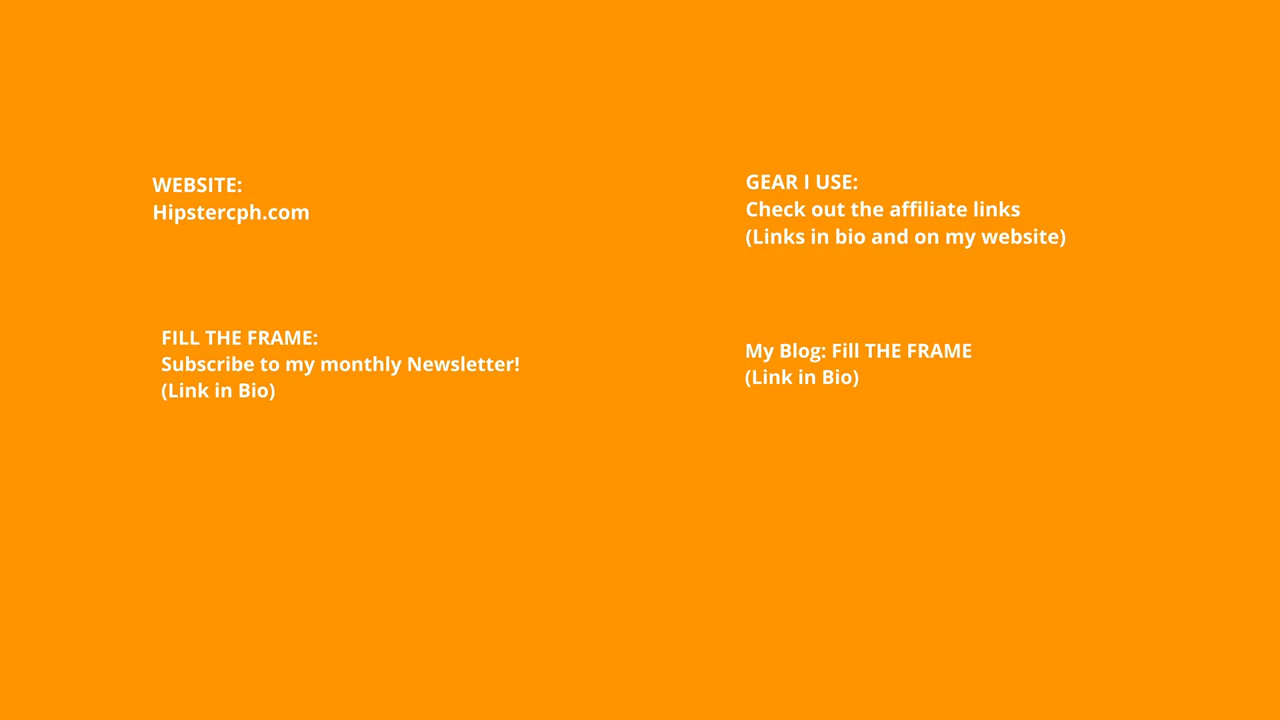 WEBSITE:
Hipstercph.com
GEAR I USE:
Check out the affiliate links
(Links in bio and on my website)
FILL THE FRAME:
Subscribe to my monthly Newsletter!
(Link in Bio)
My Blog: Fill THE FRAME
(Link in Bio)